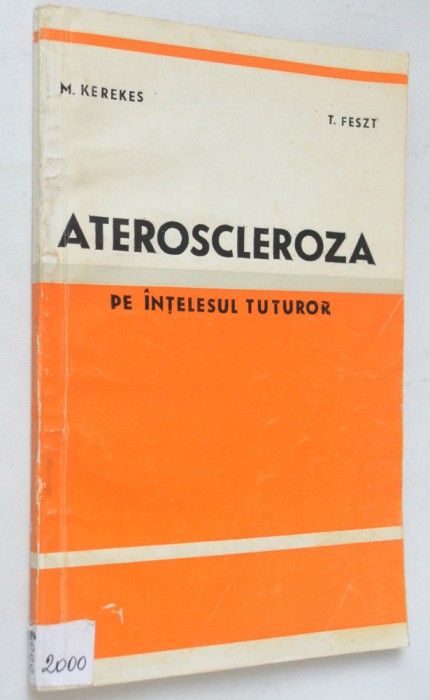 M. KEREKES
T. FESZT
ATEROSCLEROZA
PE ÎNȚELESUL TUTUROR
2000